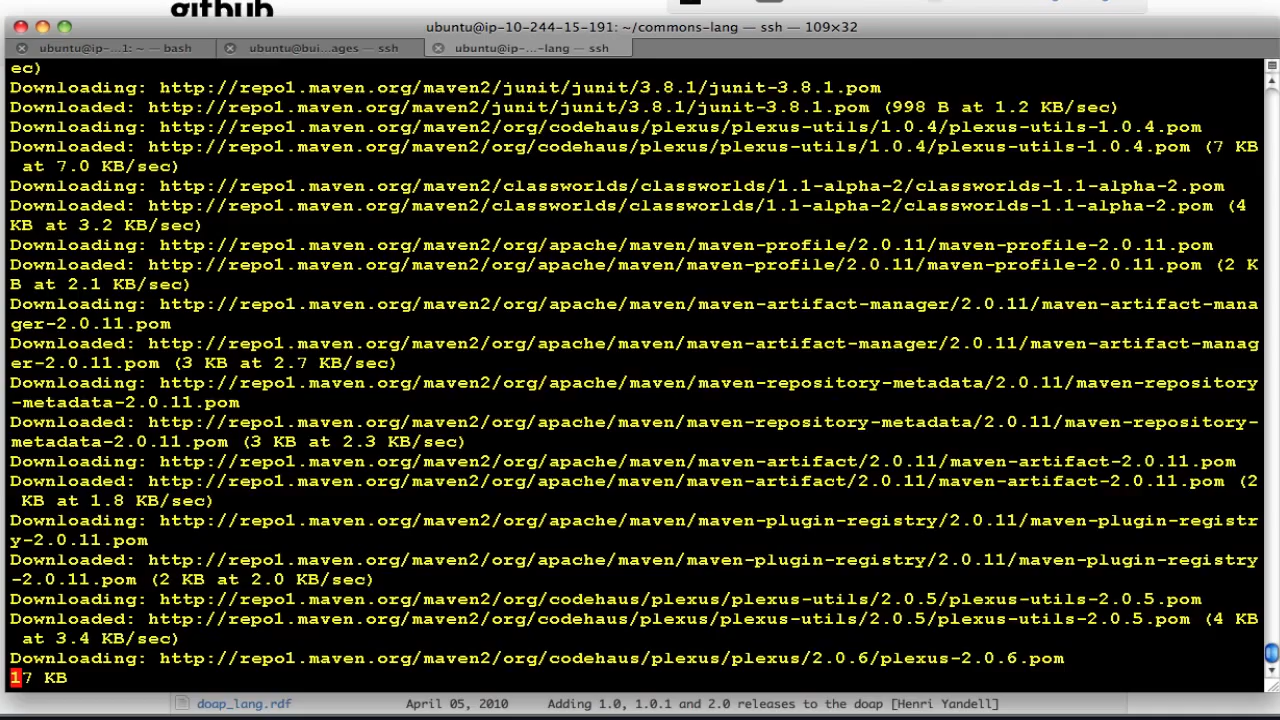 github
ubuntu@ip-10-244-15-191: ~/commons-lang — ssh — 109×32
ubuntu@ip-...1: ~ — bash
ubuntu@bui...ages — ssh
ubuntu@ip-...-lang — ssh
ec)
Downloading: http://repo1.maven.org/maven2/junit/junit/3.8.1/junit-3.8.1.pom
Downloaded: http://repo1.maven.org/maven2/junit/junit/3.8.1/junit-3.8.1.pom (998 B at 1.2 KB/sec)
Downloading: http://repo1.maven.org/maven2/org/codehaus/plexus/plexus-utils/1.0.4/plexus-utils-1.0.4.pom
Downloaded: http://repo1.maven.org/maven2/org/codehaus/plexus/plexus-utils/1.0.4/plexus-utils-1.0.4.pom (7 KB
at 7.0 KB/sec)
Downloading: http://repo1.maven.org/maven2/classworlds/classworlds/1.1-alpha-2/classworlds-1.1-alpha-2.pom
Downloaded: http://repo1.maven.org/maven2/classworlds/classworlds/1.1-alpha-2/classworlds-1.1-alpha-2.pom (4
KB at 3.2 KB/sec)
Downloading: http://repo1.maven.org/maven2/org/apache/maven/maven-profile/2.0.11/maven-profile-2.0.11.pom
Downloaded: http://repo1.maven.org/maven2/org/apache/maven/maven-profile/2.0.11/maven-profile-2.0.11.pom (2 K
B at 2.1 KB/sec)
Downloading: http://repo1.maven.org/maven2/org/apache/maven/maven-artifact-manager/2.0.11/maven-artifact-mana
ger-2.0.11.pom
Downloaded: http://repo1.maven.org/maven2/org/apache/maven/maven-artifact-manager/2.0.11/maven-artifact-manag
er-2.0.11.pom (3 KB at 2.7 KB/sec)
Downloading: http://repo1.maven.org/maven2/org/apache/maven/maven-repository-metadata/2.0.11/maven-repository
-metadata-2.0.11.pom
Downloaded: http://repo1.maven.org/maven2/org/apache/maven/maven-repository-metadata/2.0.11/maven-repository-
metadata-2.0.11.pom (3 KB at 2.3 KB/sec)
Downloading: http://repo1.maven.org/maven2/org/apache/maven/maven-artifact/2.0.11/maven-artifact-2.0.11.pom
Downloaded: http://repo1.maven.org/maven2/org/apache/maven/maven-artifact/2.0.11/maven-artifact-2.0.11.pom (2
KB at 1.8 KB/sec)
Downloading: http://repo1.maven.org/maven2/org/apache/maven/maven-plugin-registry/2.0.11/maven-plugin-registr
y-2.0.11.pom
Downloaded: http://repo1.maven.org/maven2/org/apache/maven/maven-plugin-registry/2.0.11/maven-plugin-registry
-2.0.11.pom (2 KB at 2.0 KB/sec)
Downloading: http://repo1.maven.org/maven2/org/codehaus/plexus/plexus-utils/2.0.5/plexus-utils-2.0.5.pom
Downloaded: http://repo1.maven.org/maven2/org/codehaus/plexus/plexus-utils/2.0.5/plexus-utils-2.0.5.pom (4 KB
at 3.4 KB/sec)
Downloading: http://repo1.maven.org/maven2/org/codehaus/plexus/plexus/2.0.6/plexus-2.0.6.pom
17 KB
doap_lang.rdf April 05, 2010 Adding 1.0, 1.0.1 and 2.0 releases to the doap [Henri Yandell]